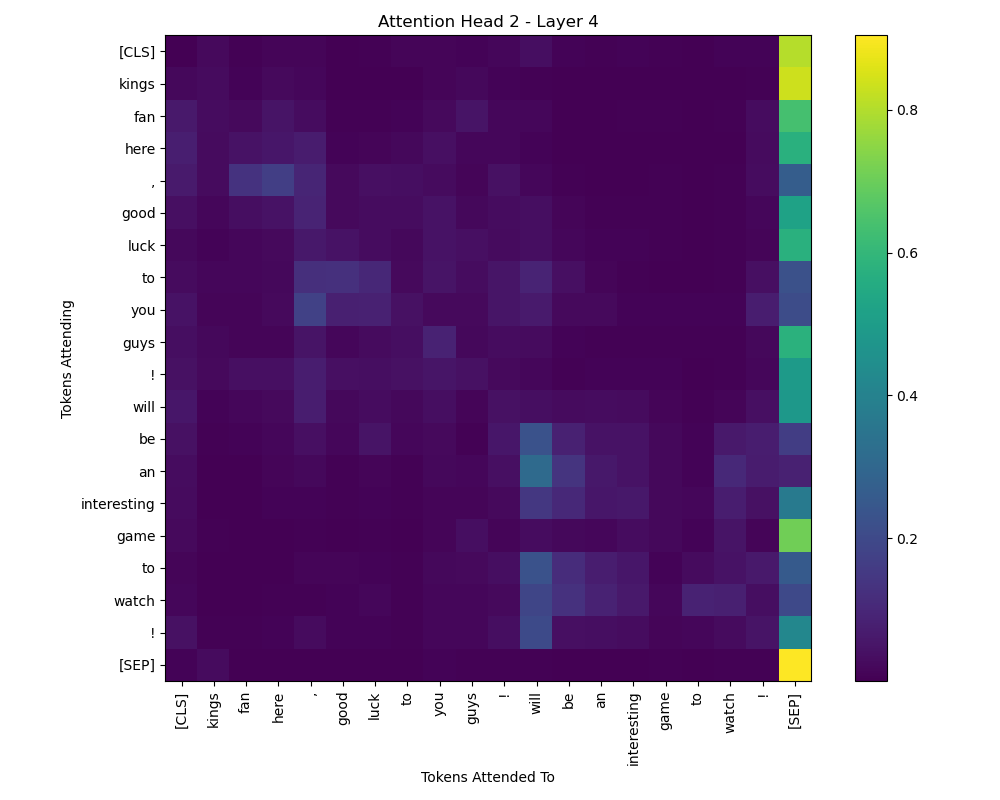 Attention Head 2 - Layer 4
Tokens Attending
[CLS]
kings
fan
here
,
good
luck
to
you
guys
!
will
be
an
interesting
game
to
watch
!
[SEP]
[CLS]
kings
fan
here
,
good
luck
to
you
guys
!
will
be
an
interesting
game
to
watch
!
[SEP]
Tokens Attended To
0.8
0.6
0.4
0.2